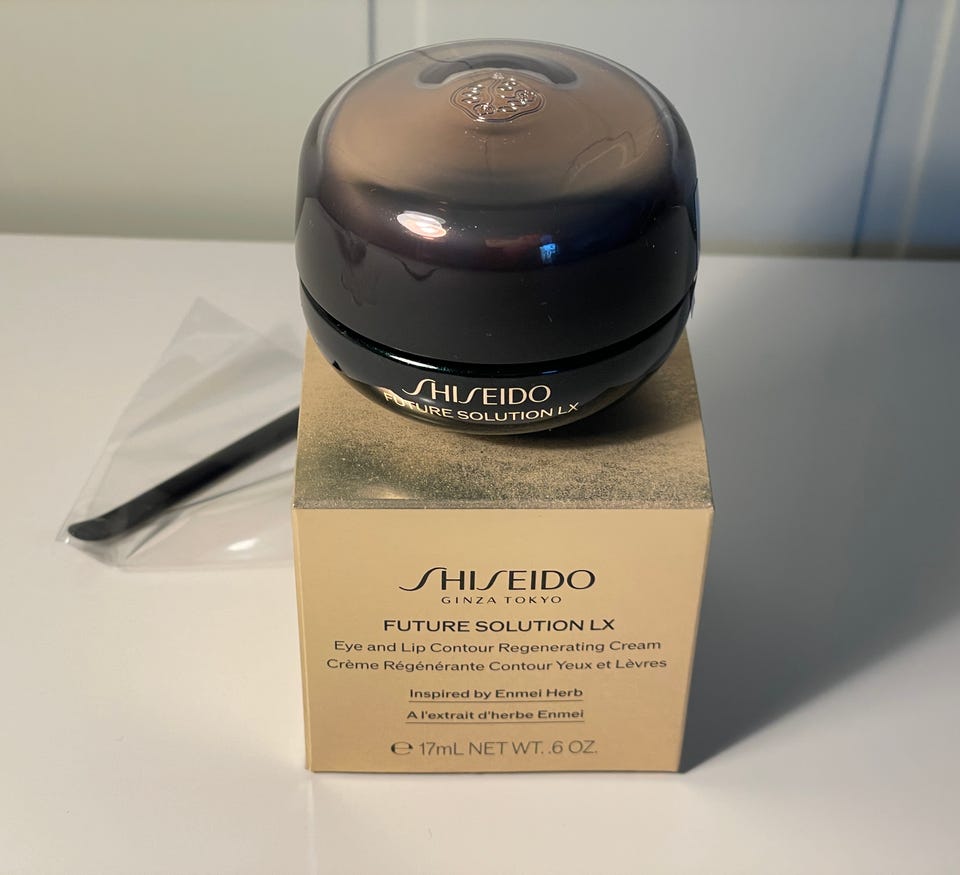 SHISEIDO
FUTURE SOLUTION LX
SHISEIDO
GINZA TOKYO
FUTURE SOLUTION LX
Eye and Lip Contour Regenerating Cream
Crème Régénérante Contour Yeux et Lèvres
Inspired by Enmei Herb
A l'extrait d'herbe Enmei
℮ 17mL NET WT. .6 OZ.